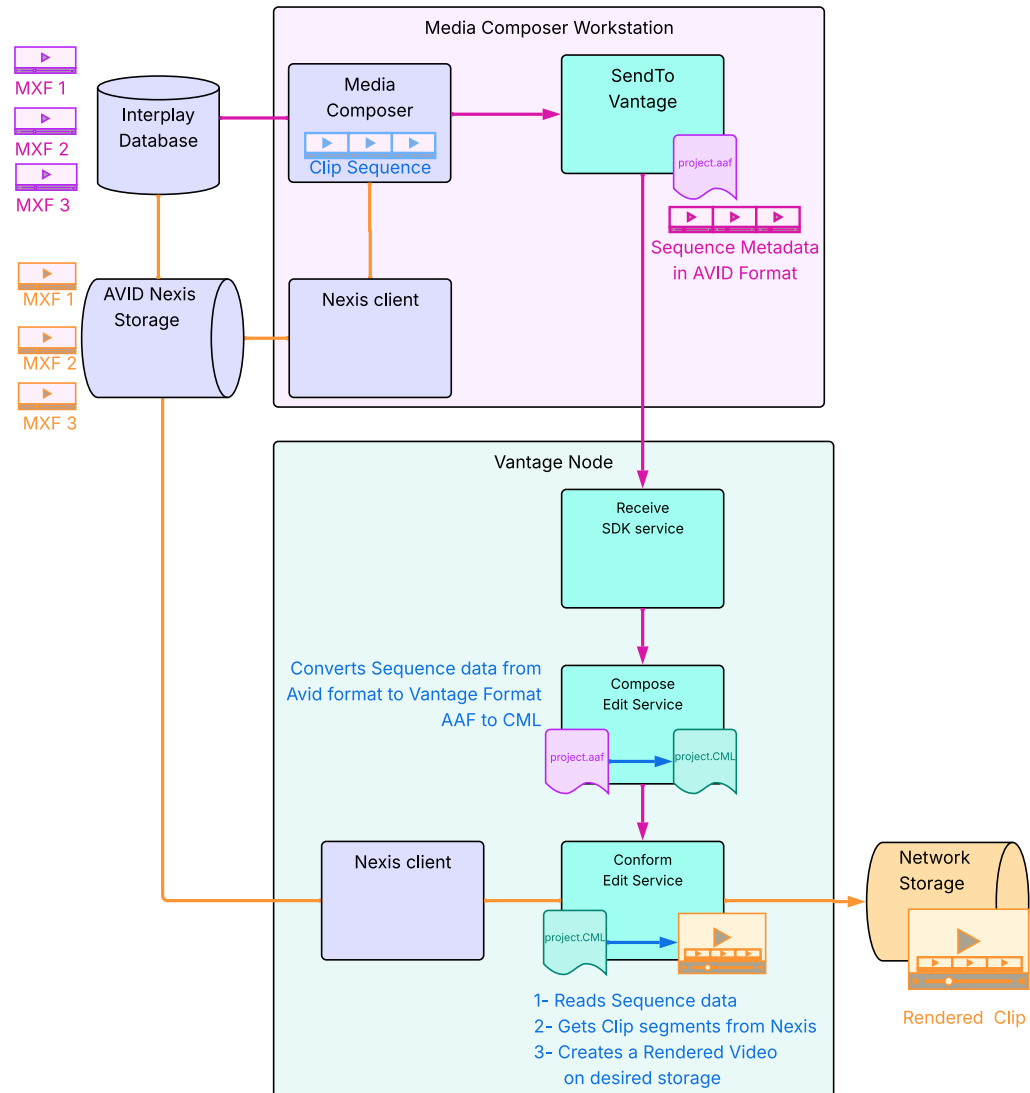 Media Composer Workstation
MXF 1
MXF 2
MXF 3
Interplay
Database
Media
Composer
Clip Sequence
SendTo
Vantage
project.aaf
Sequence Metadata
in AVID Format
MXF 1
MXF 2
MXF 3
AVID Nexis
Storage
Nexis client
Vantage Node
Receive
SDK service
Converts Sequence data from
Avid format to Vantage Format
AAF to CML
Compose
Edit Service
project.aaf
project.CML
Nexis client
Conform
Edit Service
project.CML
Network
Storage
Rendered Clip
1- Reads Sequence data
2- Gets Clip segments from Nexis
3- Creates a Rendered Video
on desired storage